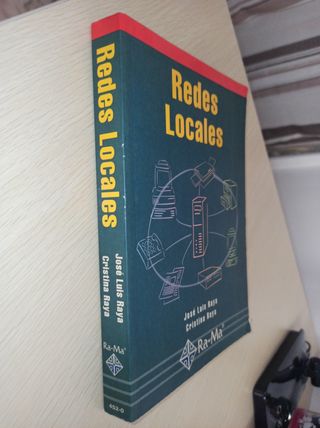 Redes Locales
José Luis Raya
Cristina Raya
Ra-Ma®
452-0
Redes
Locales
José Luis Raya
Cristina Raya
Ra-Ma®